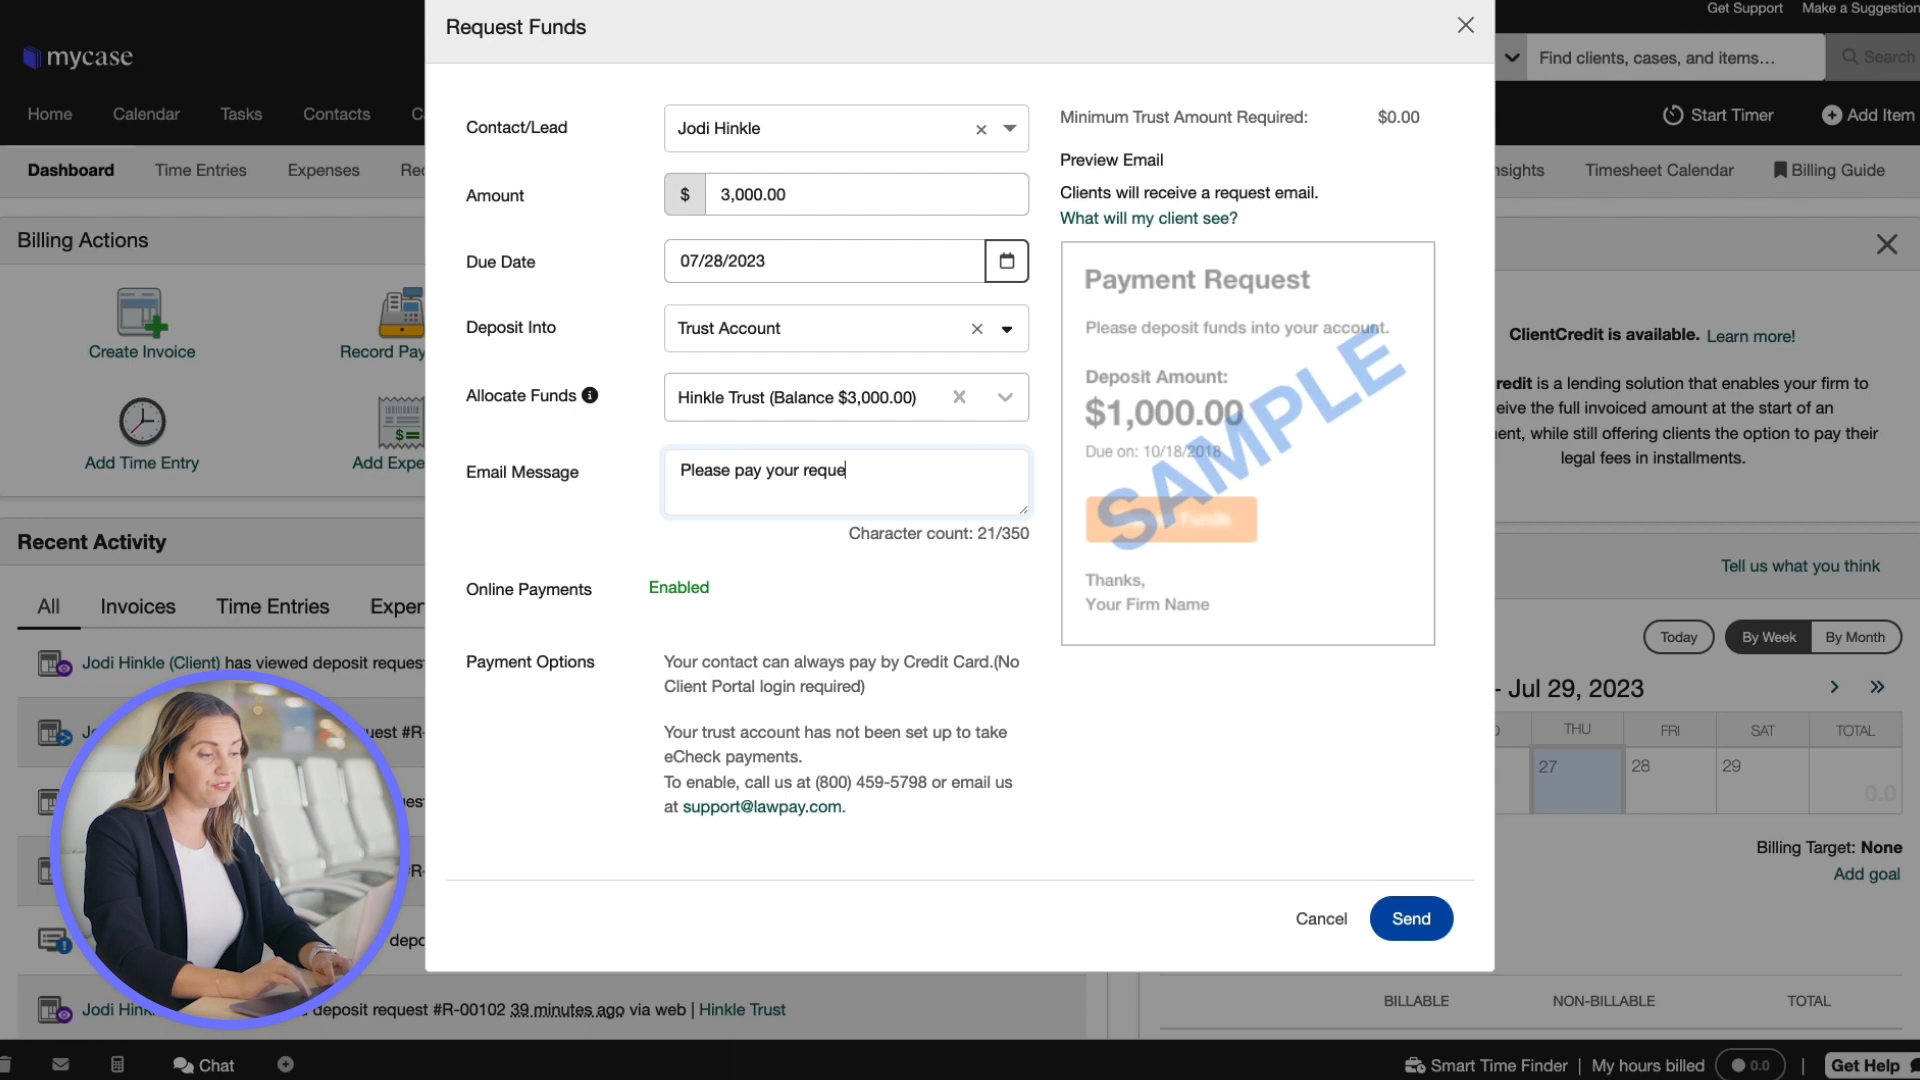 Get Support Make a Suggestion
mycase
Find clients, cases, and items...
Search
Home Calendar Tasks Contacts
Start Timer
Add Item
Dashboard Time Entries Expenses
Timesheet Calendar Billing Guide
Billing Actions
Create Invoice
Record Pay
Add Time Entry
Add Expe
Recent Activity
All Invoices Time Entries Expen
Jodi Hinkle (Client) has viewed deposit reques
uest #R-
deposit request #R-00102 39 minutes ago via web | Hinkle Trust
Request Funds
Contact/Lead
Jodi Hinkle
Amount
$ 3,000.00
Due Date
07/28/2023
Deposit Into
Trust Account
Allocate Funds
Hinkle Trust (Balance $3,000.00)
Email Message
Please pay your reque
Character count: 21/350
Online Payments
Enabled
Payment Options
Your contact can always pay by Credit Card.(No
Client Portal login required)
Your trust account has not been set up to take
eCheck payments.
To enable, call us at (800) 459-5798 or email us
at support@lawpay.com.
Minimum Trust Amount Required: $0.00
Preview Email
Clients will receive a request email.
What will my client see?
Payment Request
Please deposit funds into your account.
Deposit Amount:
$1,000.00
Due on: 10/18/2018
SAMPLE
Funds
Thanks,
Your Firm Name
Cancel
Send
ClientCredit is available. Learn more!
redit is a lending solution that enables your firm to
eive the full invoiced amount at the start of an
ent, while still offering clients the option to pay their
legal fees in installments.
Tell us what you think
Today By Week By Month
- Jul 29, 2023
THU FRI SAT TOTAL
27 28 29
0.0
Billing Target: None
Add goal
BILLABLE NON-BILLABLE TOTAL
Chat
Smart Time Finder | My hours billed 0.0 | Get Help